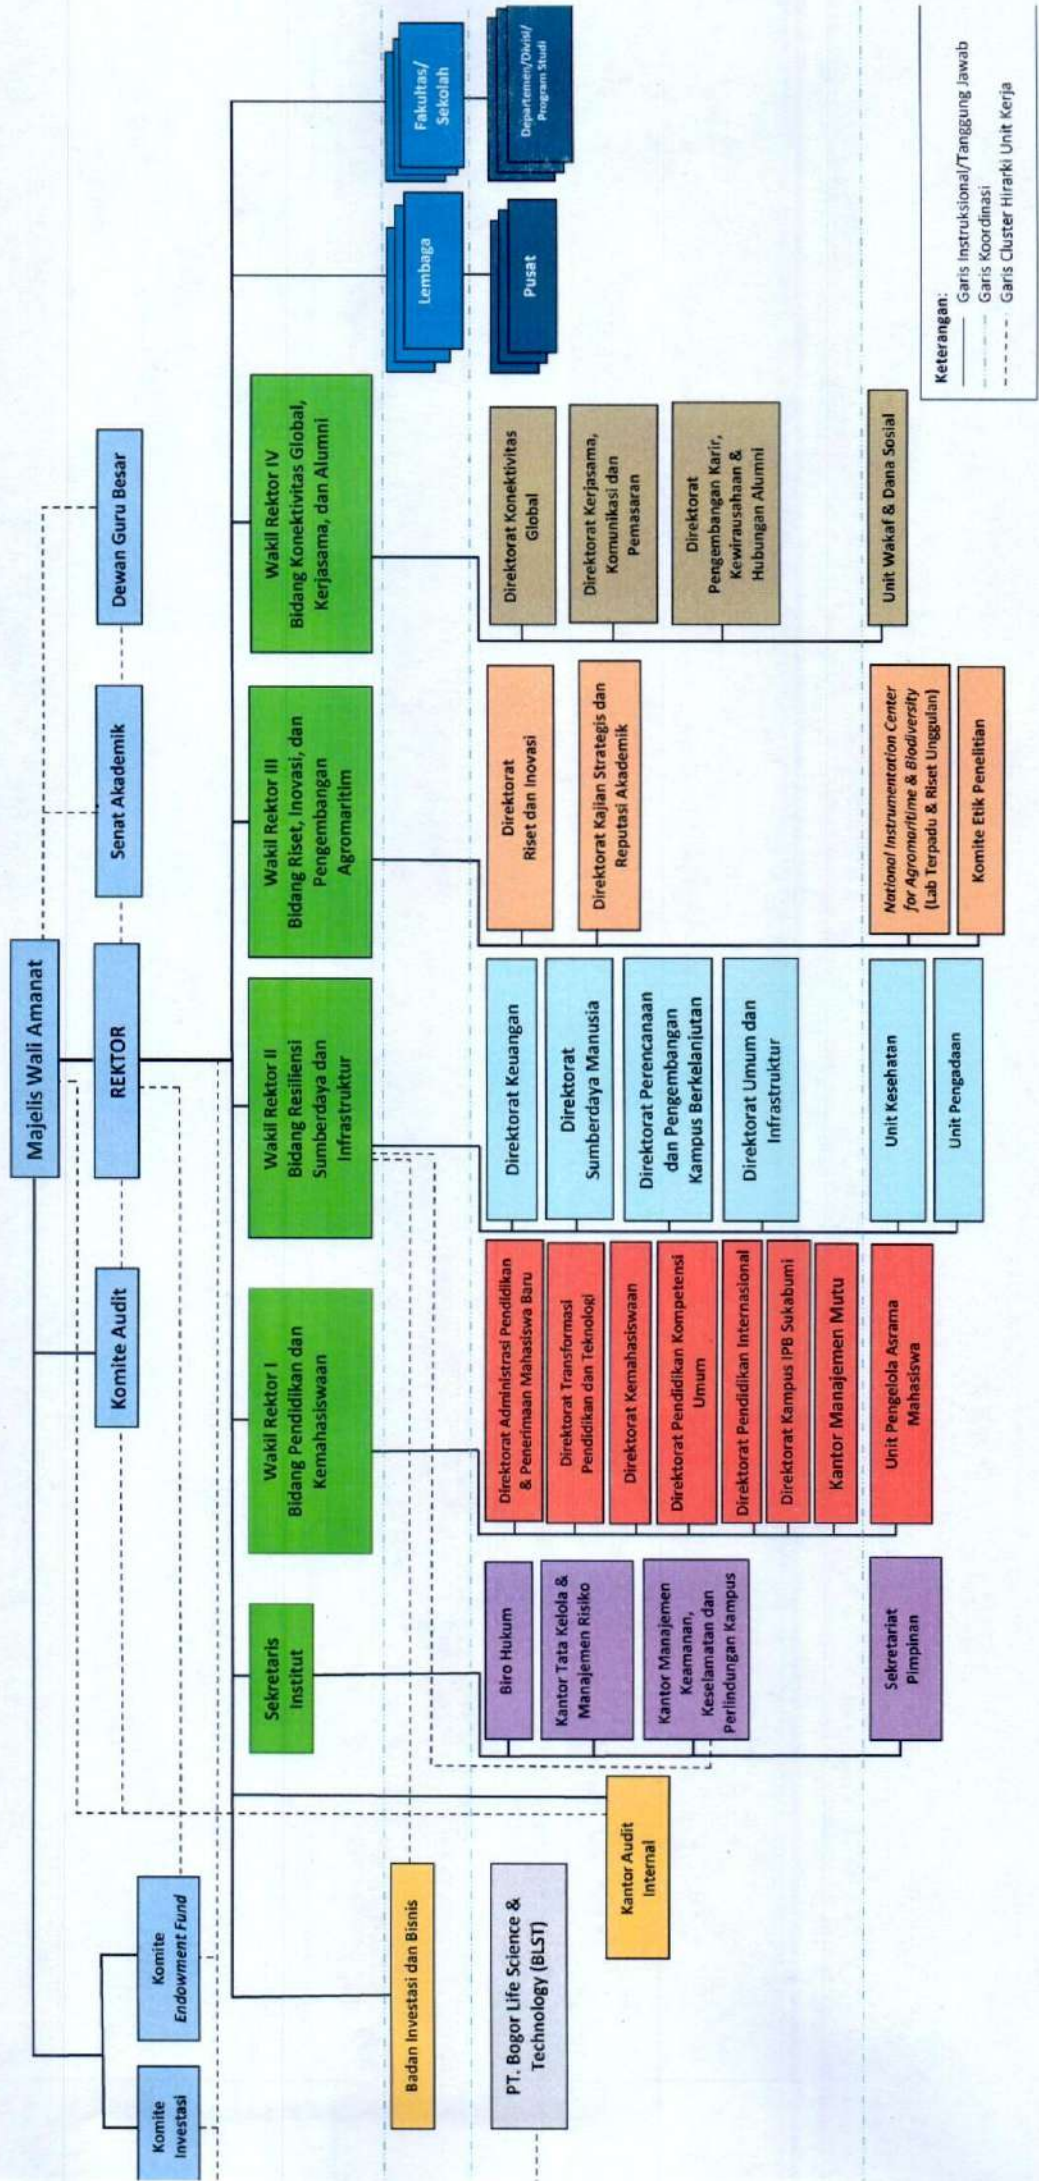 Majelis Wali Amanat
Komite
Investasi
Komite
Endowment Fund
Komite Audit
REKTOR
Senat Akademik
Dewan Guru Besar
Sekretaris
Institut
Wakil Rektor I
Bidang Pendidikan dan
Kemahasiswaan
Wakil Rektor II
Bidang Resiliensi
Sumberdaya dan
Infrastruktur
Wakil Rektor III
Bidang Riset, Inovasi, dan
Pengembangan
Agromaritim
Wakil Rektor IV
Bidang Konektivitas Global,
Kerjasama, dan Alumni
Badan Investasi dan Bisnis
Lembaga
Fakultas/
Sekolah
PT. Bogor Life Science &
Technology (BLST)
Kantor Audit
Internal
Biro Hukum
Kantor Tata Kelola &
Manajemen Risiko
Kantor Manajemen
Keamanan,
Keselamatan dan
Perlindungan Kampus
Sekretariat
Pimpinan
Direktorat Administrasi Pendidikan
& Penerimaan Mahasiswa Baru
Direktorat Transformasi
Pendidikan dan Teknologi
Direktorat Kemahasiswaan
Direktorat Pendidikan Kompetensi
Umum
Direktorat Pendidikan Internasional
Direktorat Kampus IPB Sukabumi
Kantor Manajemen Mutu
Unit Pengelola Asrama
Mahasiswa
Direktorat Keuangan
Direktorat
Sumberdaya Manusia
Direktorat Perencanaan
dan Pengembangan
Kampus Berkelanjutan
Direktorat Umum dan
Infrastruktur
Unit Kesehatan
Unit Pengadaan
Direktorat
Riset dan Inovasi
Direktorat Kajian Strategis dan
Reputasi Akademik
National Instrumentation Center
for Agromaritime & Biodiversity
(Lab Terpadu & Riset Unggulan)
Komite Etik Penelitian
Direktorat Konektivitas
Global
Direktorat Kerjasama,
Komunikasi dan
Pemasaran
Direktorat
Pengembangan Karir,
Kewirausahaan &
Hubungan Alumni
Unit Wakaf & Dana Sosial
Pusat
Departemen/Divisi/
Program Studi
Keterangan:
Garis Instruksional/Tanggung Jawab
Garis Koordinasi
Garis Cluster Hirarki Unit Kerja